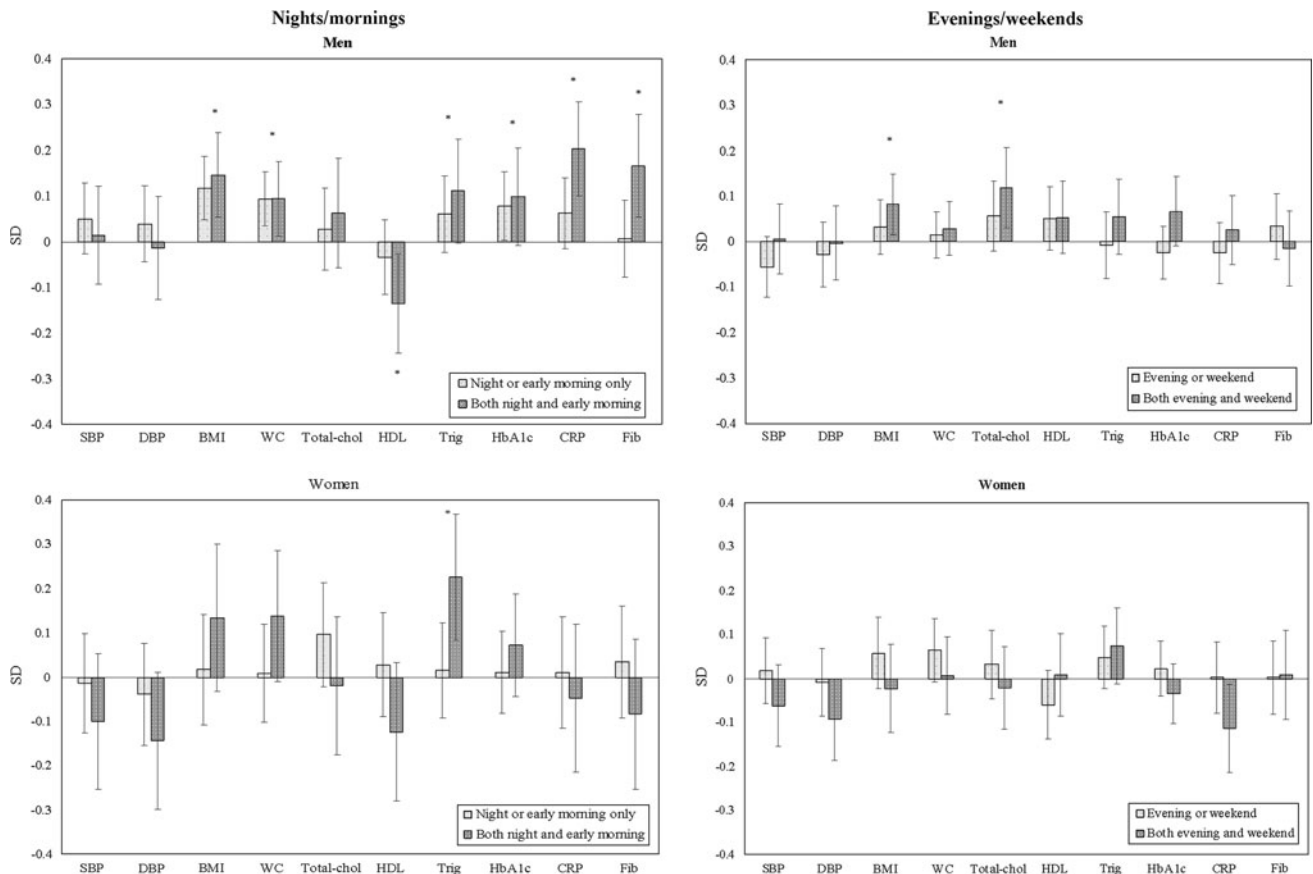 Nights/mornings
Men
0.4
0.3
0.2
0.1
0
-0.1
-0.2
-0.3
-0.4
SD
* * * * * * *
Night or early morning only
Both night and early morning
SBP DBP BMI WC Total-chol HDL Trig HbA1c CRP Fib
Evenings/weekends
Men
0.4
0.3
0.2
0.1
0
-0.1
-0.2
-0.3
-0.4
SD
* *
Evening or weekend
Both evening and weekend
SBP DBP BMI WC Total-chol HDL Trig HbA1c CRP Fib
Women
0.4
0.3
0.2
0.1
0
-0.1
-0.2
-0.3
-0.4
SD
*
Night or early morning only
Both night and early morning
SBP DBP BMI WC Total-chol HDL Trig HbA1c CRP Fib
Women
0.4
0.3
0.2
0.1
0
-0.1
-0.2
-0.3
-0.4
SD
Evening or weekend
Both evening and weekend
SBP DBP BMI WC Total-chol HDL Trig HbA1c CRP Fib